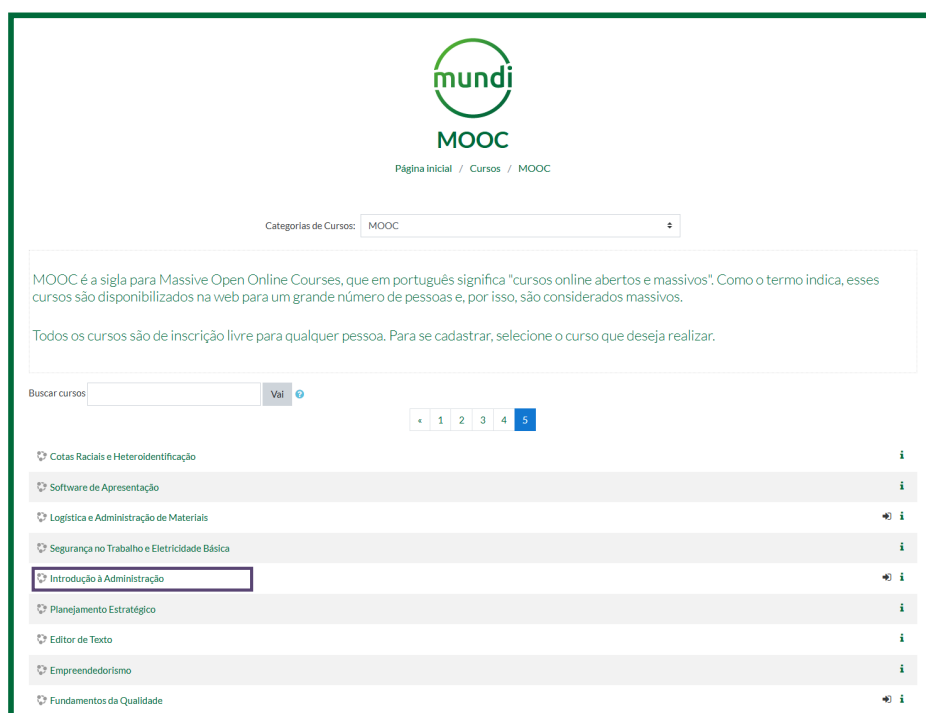 mundi
MOOC
Página inicial / Cursos / MOOC
Categorias de Cursos: MOOC
MOOC é a sigla para Massive Open Online Courses, que em português significa "cursos online abertos e massivos". Como o termo indica, esses
cursos são disponibilizados na web para um grande número de pessoas e, por isso, são considerados massivos.
Todos os cursos são de inscrição livre para qualquer pessoa. Para se cadastrar, selecione o curso que deseja realizar.
Buscar cursos Vai ?
« 1 2 3 4 5
Cotas Raciais e Heteroidentificação i
Software de Apresentação i
Logística e Administração de Materiais i
Segurança no Trabalho e Eletricidade Básica i
Introdução à Administração i
Planejamento Estratégico i
Editor de Texto i
Empreendedorismo i
Fundamentos da Qualidade i